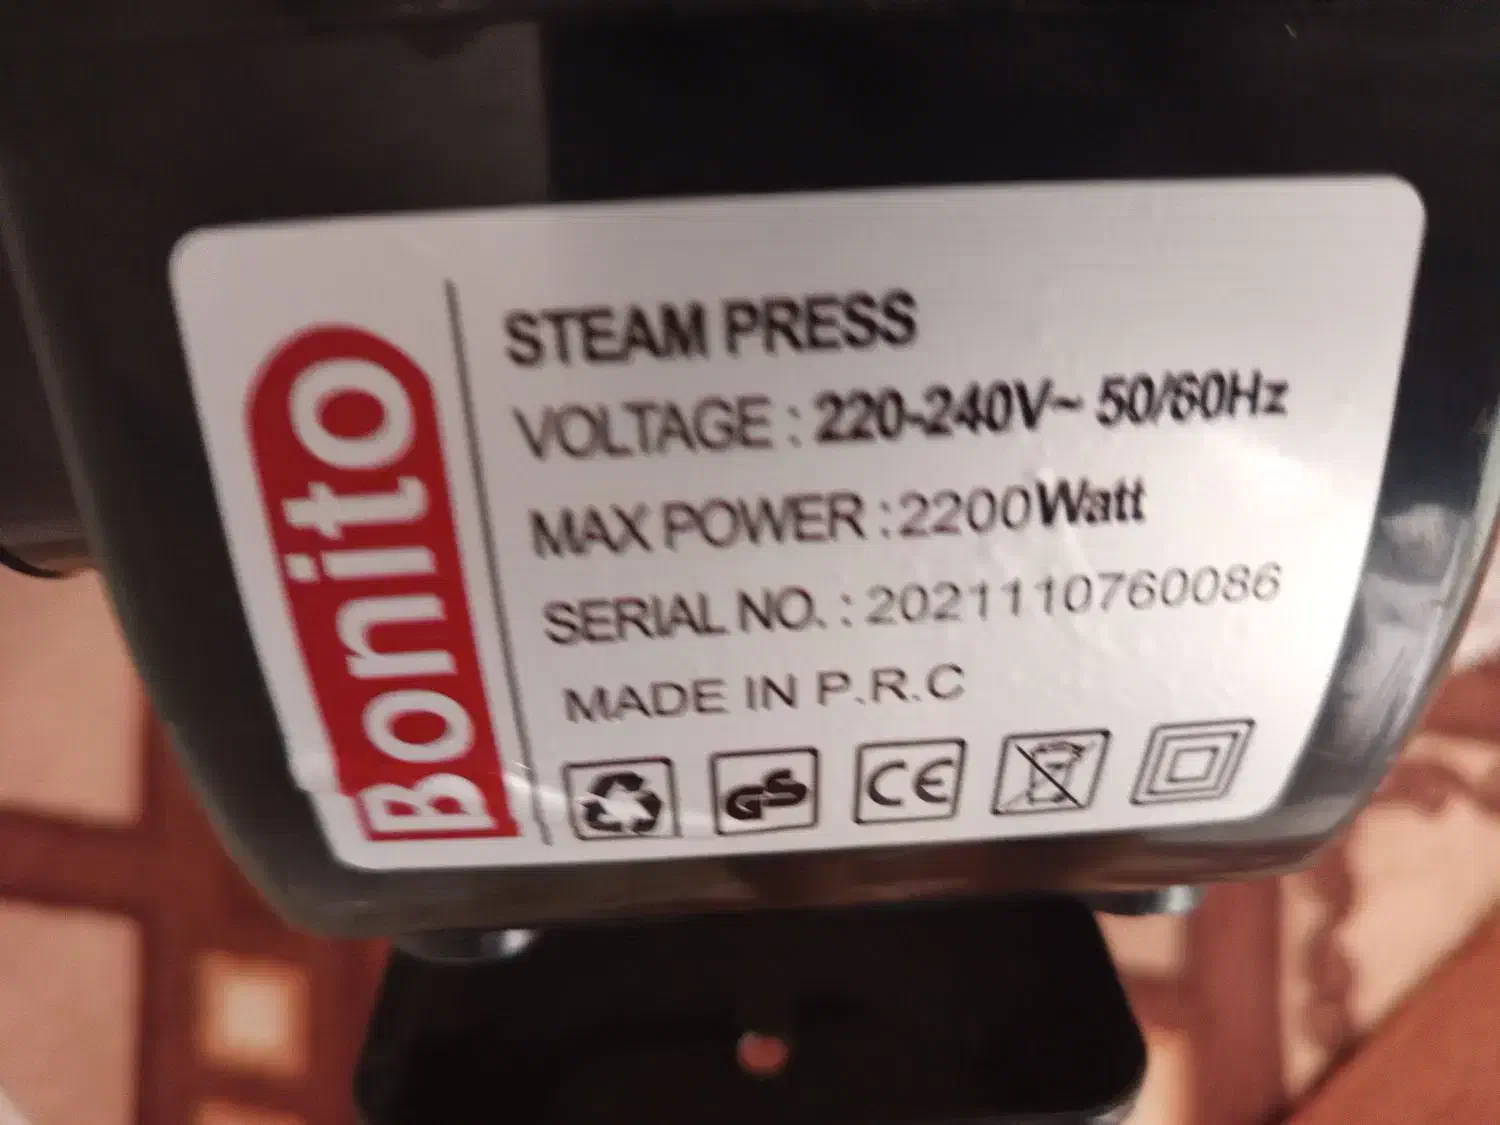 Bonito
STEAM PRESS
VOLTAGE : 220-240V~ 50/60Hz
MAX POWER :2200Watt
SERIAL NO. : 2021110760086
MADE IN P.R.C
GS CE